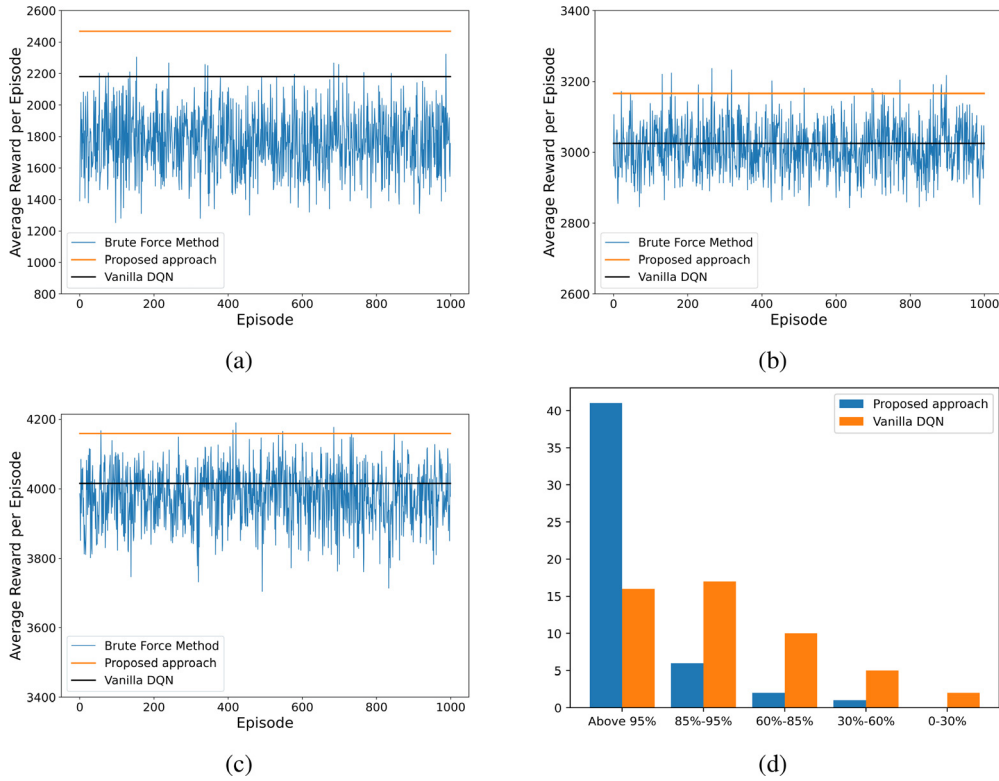 2600
2400
2200
2000
1800
1600
1400
1200
1000
800
Average Reward per Episode
Brute Force Method
Proposed approach
Vanilla DQN
0 200 400 600 800 1000
Episode
(a)
3400
3200
3000
2800
2600
Average Reward per Episode
Brute Force Method
Proposed approach
Vanilla DQN
0 200 400 600 800 1000
Episode
(b)
4200
4000
3800
3600
3400
Average Reward per Episode
Brute Force Method
Proposed approach
Vanilla DQN
0 200 400 600 800 1000
Episode
(c)
40
35
30
25
20
15
10
5
0
Proposed approach
Vanilla DQN
Above 95% 85%-95% 60%-85% 30%-60% 0-30%
(d)